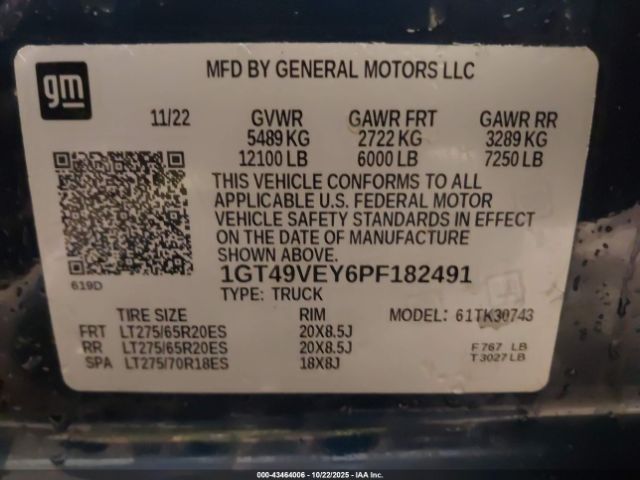 gm
MFD BY GENERAL MOTORS LLC
11/22 GVWR GAWR FRT GAWR RR
5489 KG 2722 KG 3289 KG
12100 LB 6000 LB 7250 LB
THIS VEHICLE CONFORMS TO ALL
APPLICABLE U.S. FEDERAL MOTOR
VEHICLE SAFETY STANDARDS IN EFFECT
ON THE DATE OF MANUFACTURE
SHOWN ABOVE.
619D
1GT49VEY6PF182491
TYPE: TRUCK
TIRE SIZE RIM MODEL: 61TK30743
FRT LT275/65R20ES 20X8.5J
RR LT275/65R20ES 20X8.5J F 767 LB
SPA LT275/70R18ES 18X8J T 3027 LB
000-43464006 | 10/22/2025 | Copyright © 2025 IAA Inc.